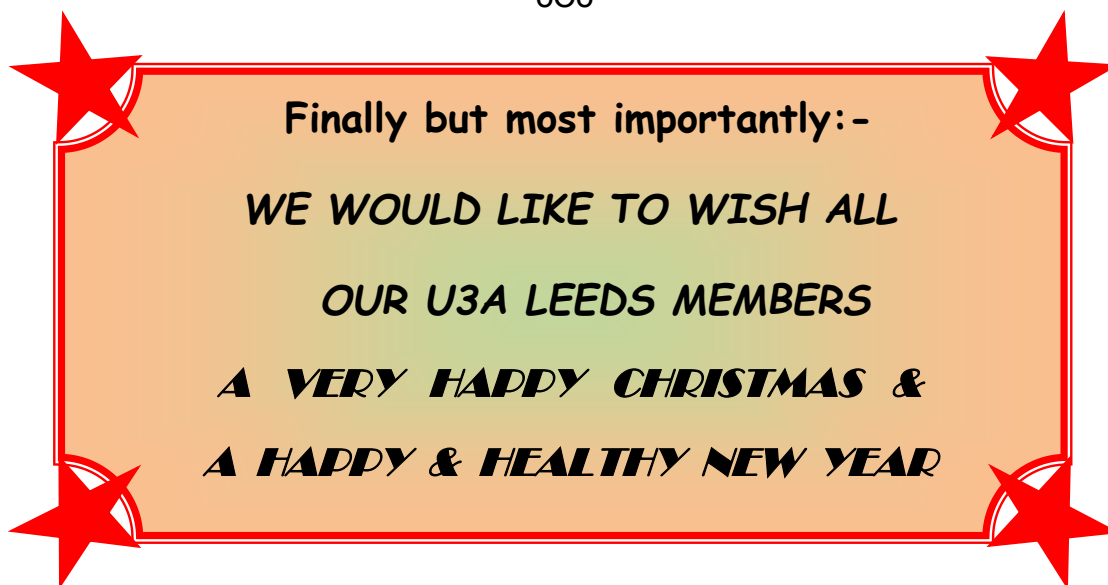 Finally but most importantly:-
WE WOULD LIKE TO WISH ALL
OUR U3A LEEDS MEMBERS
A VERY HAPPY CHRISTMAS &
A HAPPY & HEALTHY NEW YEAR